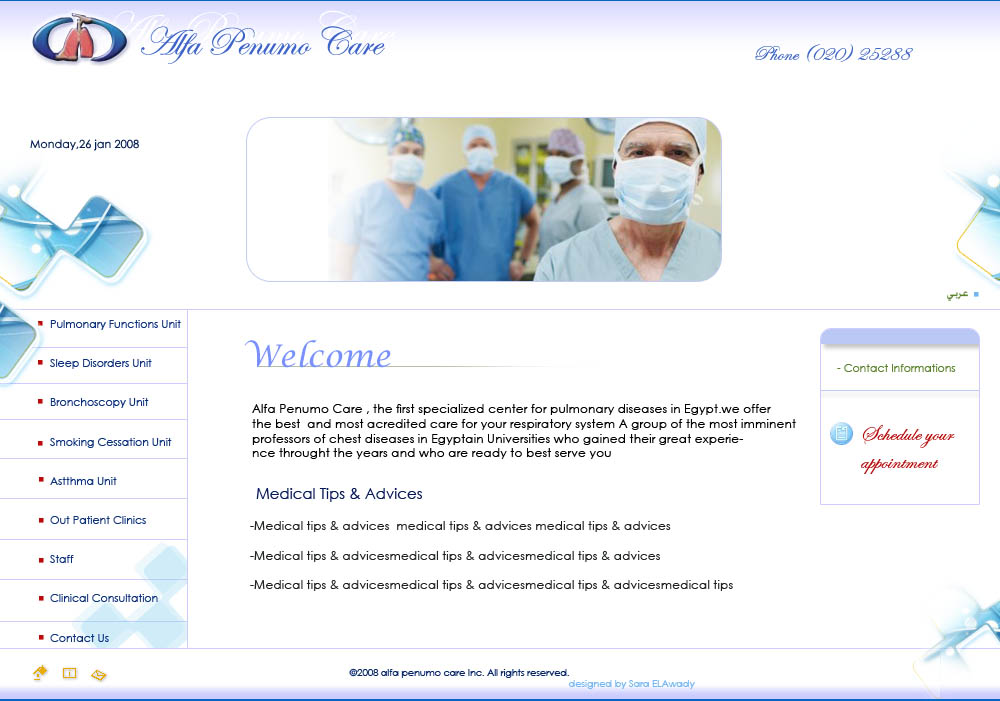 Alfa Penumo Care
Phone (020) 25288
Monday,26 jan 2008
عربي
Pulmonary Functions Unit
Sleep Disorders Unit
Bronchoscopy Unit
Smoking Cessation Unit
Astthma Unit
Out Patient Clinics
Staff
Clinical Consultation
Contact Us
Welcome
Alfa Penumo Care , the first specialized center for pulmonary diseases in Egypt.we offer
the best and most acredited care for your respiratory system A group of the most imminent
professors of chest diseases in Egyptain Universities who gained their great experie-
nce throught the years and who are ready to best serve you
Medical Tips & Advices
-Medical tips & advices medical tips & advices medical tips & advices
-Medical tips & advicesmedical tips & advicesmedical tips & advices
-Medical tips & advicesmedical tips & advicesmedical tips & advicesmedical tips
- Contact Informations
Schedule your
appointment
©2008 alfa penumo care Inc. All rights reserved.
designed by Sara ELAwady